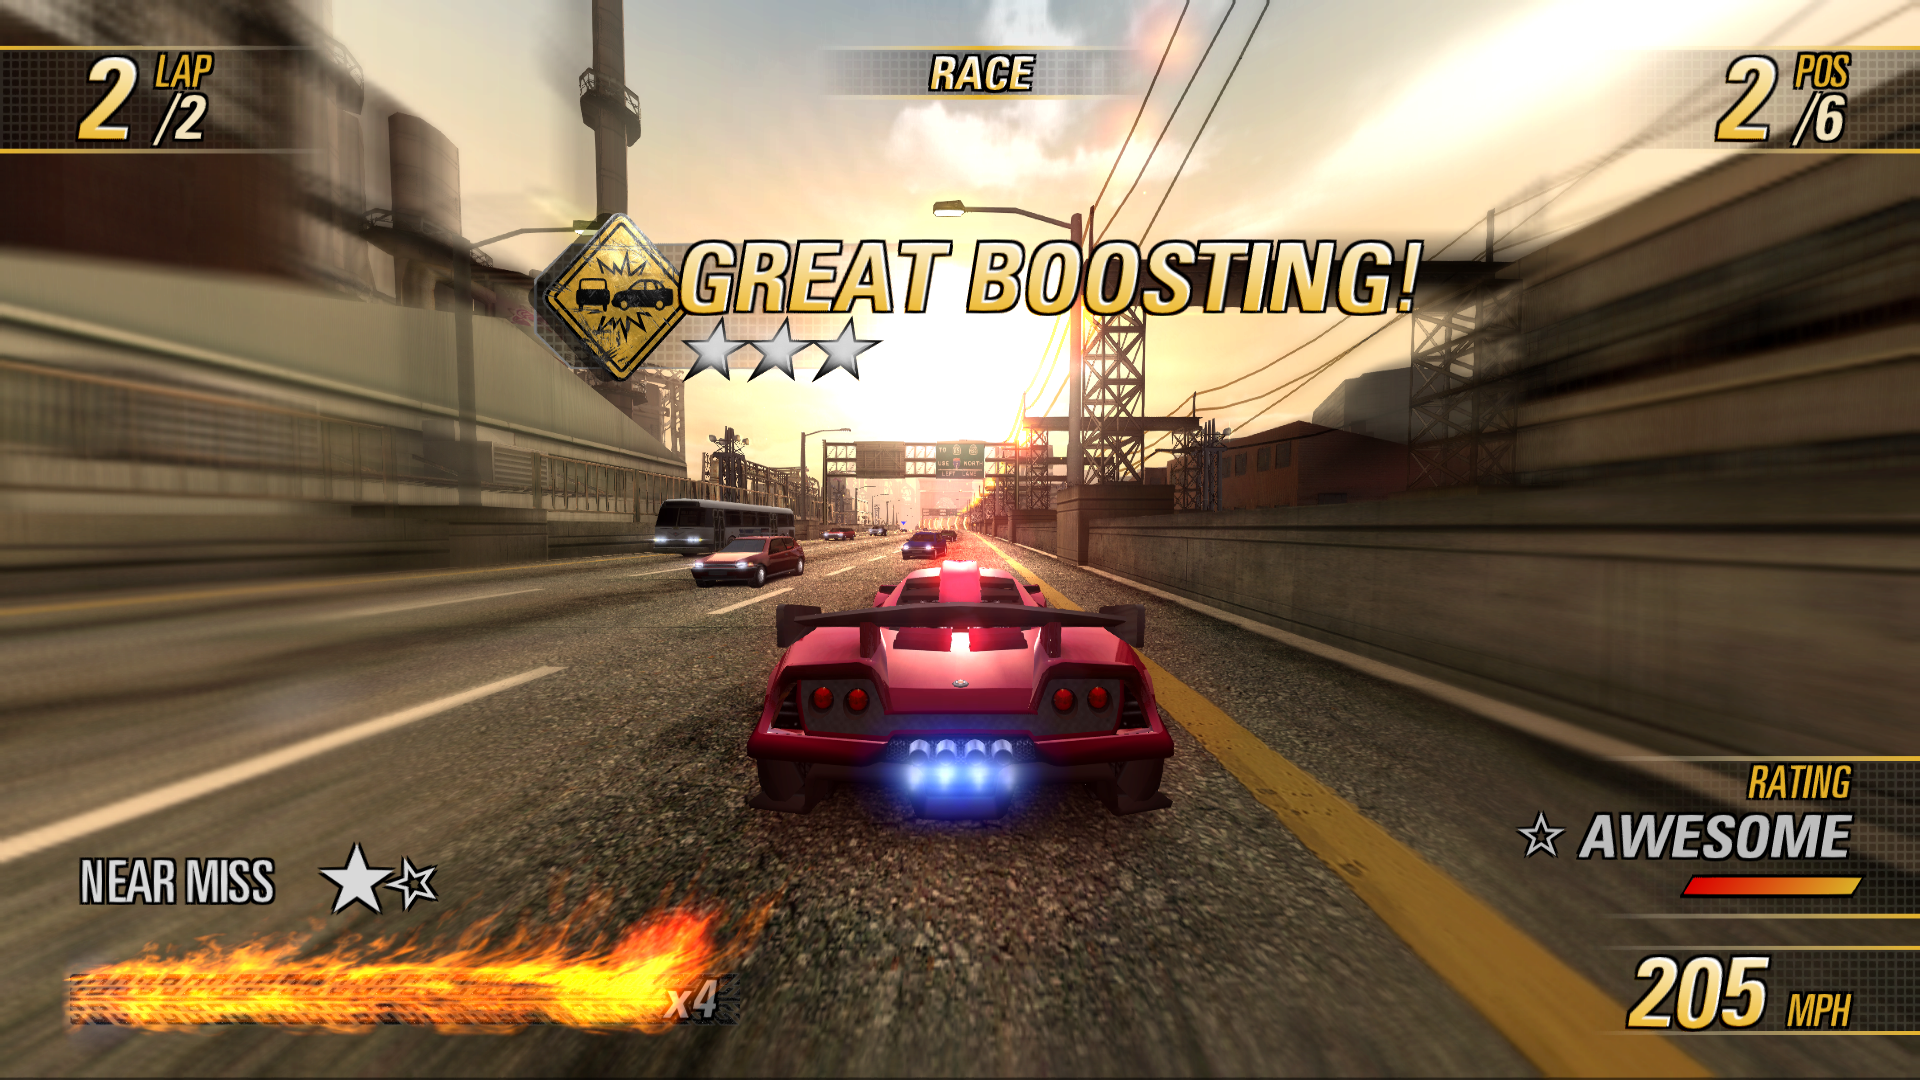 2 LAP /2
RACE
2 POS /6
GREAT BOOSTING!
RATING
AWESOME
NEAR MISS
x4
205 MPH